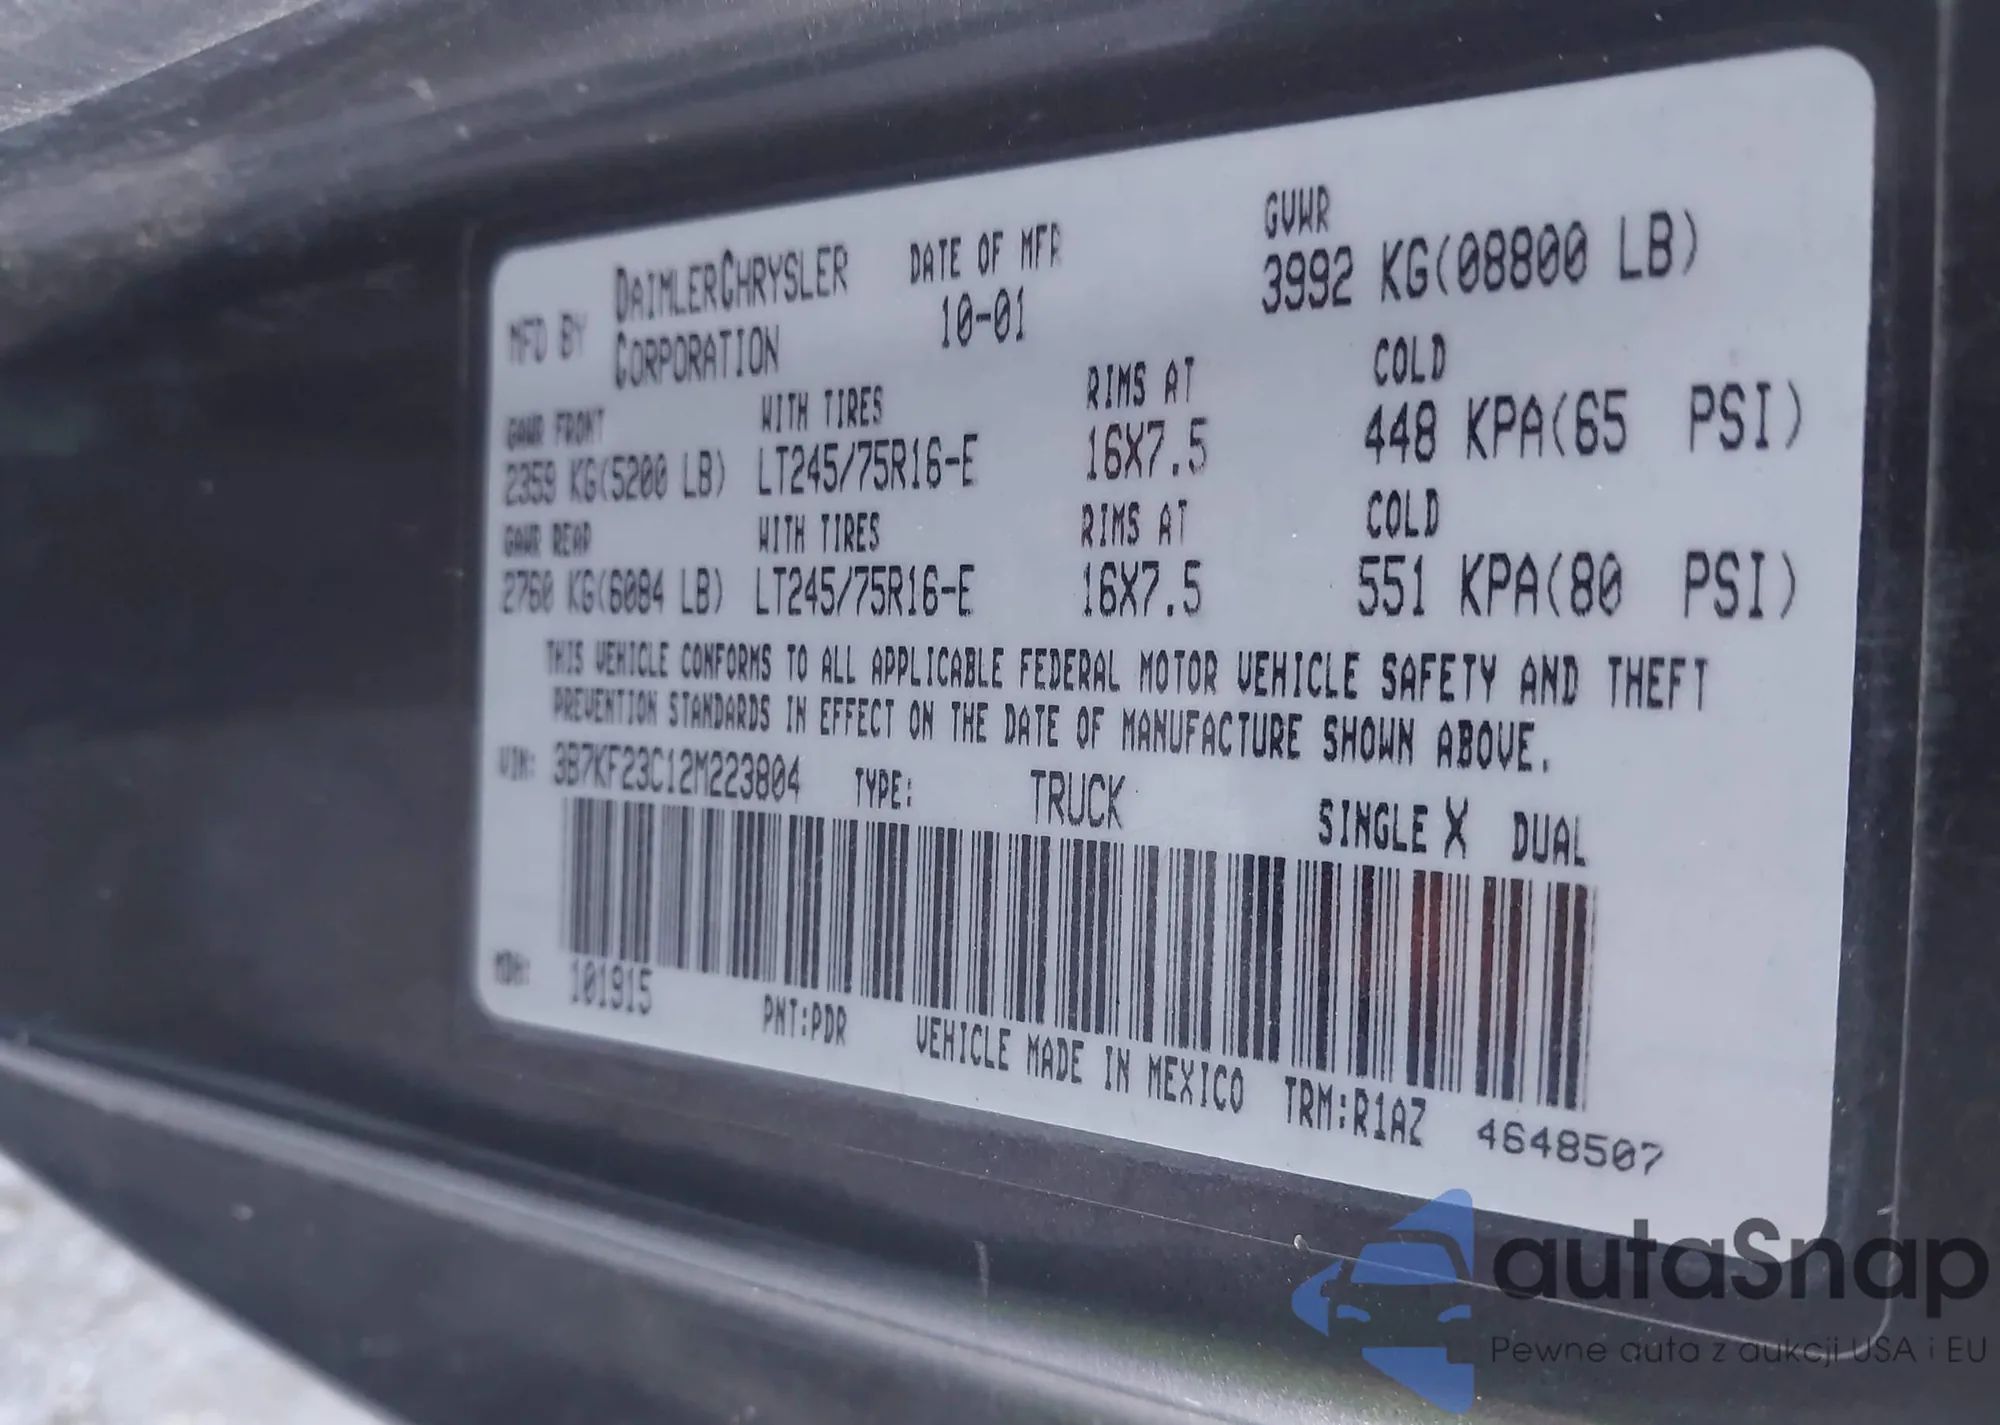 MFD BY DAIMLERCHRYSLER CORPORATION DATE OF MFR 10-01 GVWR 3992 KG(08800 LB)
GAWR FRONT WITH TIRES RIMS AT COLD
2359 KG(5200 LB) LT245/75R16-E 16X7.5 448 KPA(65 PSI)
GAWR REAR WITH TIRES RIMS AT COLD
2760 KG(6084 LB) LT245/75R16-E 16X7.5 551 KPA(80 PSI)
THIS VEHICLE CONFORMS TO ALL APPLICABLE FEDERAL MOTOR VEHICLE SAFETY AND THEFT
PREVENTION STANDARDS IN EFFECT ON THE DATE OF MANUFACTURE SHOWN ABOVE.
VIN: 3B7KF23C12M223804 TYPE: TRUCK SINGLE X DUAL
MDH: 101915 PNT:PDR VEHICLE MADE IN MEXICO TRM:R1AZ 4648507
autaSnap
Pewne auta z aukcji USA i EU